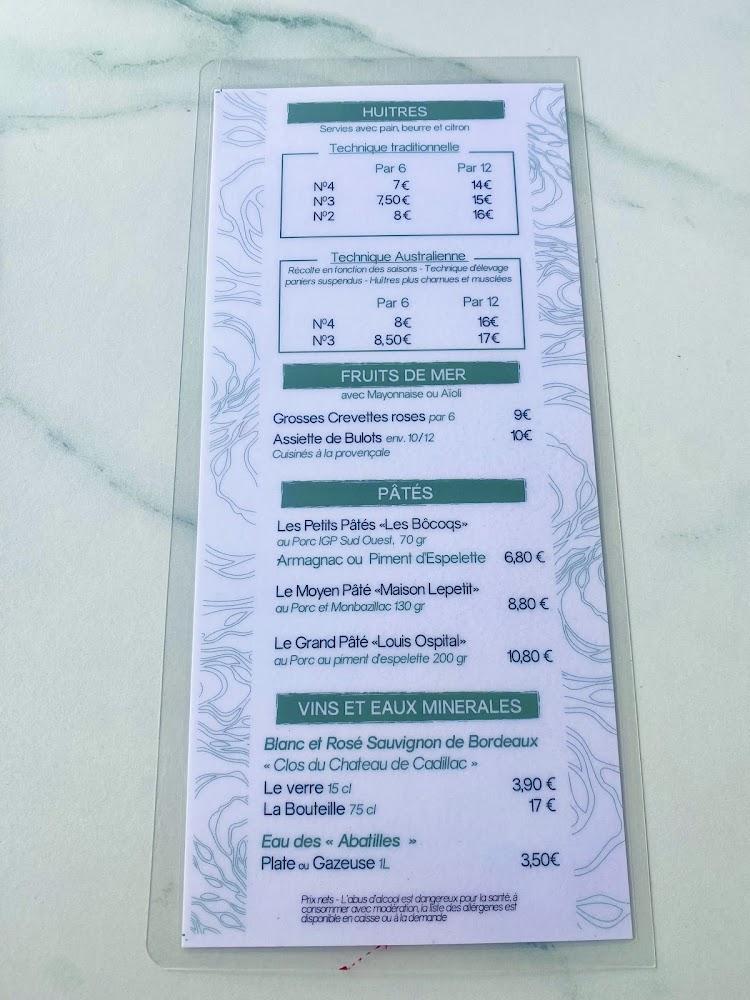 HUITRES
Servies avec pain, beurre et citron
Technique traditionnelle
Par 6 Par 12
N°4 7€ 14€
N°3 7,50€ 15€
N°2 8€ 16€
Technique Australienne
Récolte en fonction des saisons - Technique d'élevage
paniers suspendus - Huîtres plus charnues et musclées
Par 6 Par 12
N°4 8€ 16€
N°3 8,50€ 17€
FRUITS DE MER
avec Mayonnaise ou Aïoli
Grosses Crevettes roses par 6 9€
Assiette de Bulots env. 10/12 10€
Cuisinés à la provençale
PÂTÉS
Les Petits Pâtés «Les Bôcoqs»
au Porc IGP Sud Ouest, 70 gr
Armagnac ou Piment d'Espelette 6,80 €
Le Moyen Pâté «Maison Lepetit»
au Porc et Monbazillac 130 gr 8,80 €
Le Grand Pâté «Louis Ospital»
au Porc au piment d'espelette 200 gr 10,80 €
VINS ET EAUX MINERALES
Blanc et Rosé Sauvignon de Bordeaux
« Clos du Chateau de Cadillac »
Le verre 15 cl 3,90 €
La Bouteille 75 cl 17 €
Eau des « Abatilles »
Plate ou Gazeuse 1L 3,50€
Prix nets - L'abus d'alcool est dangereux pour la santé, à
consommer avec modération, la liste des allergènes est
disponible en caisse ou à la demande